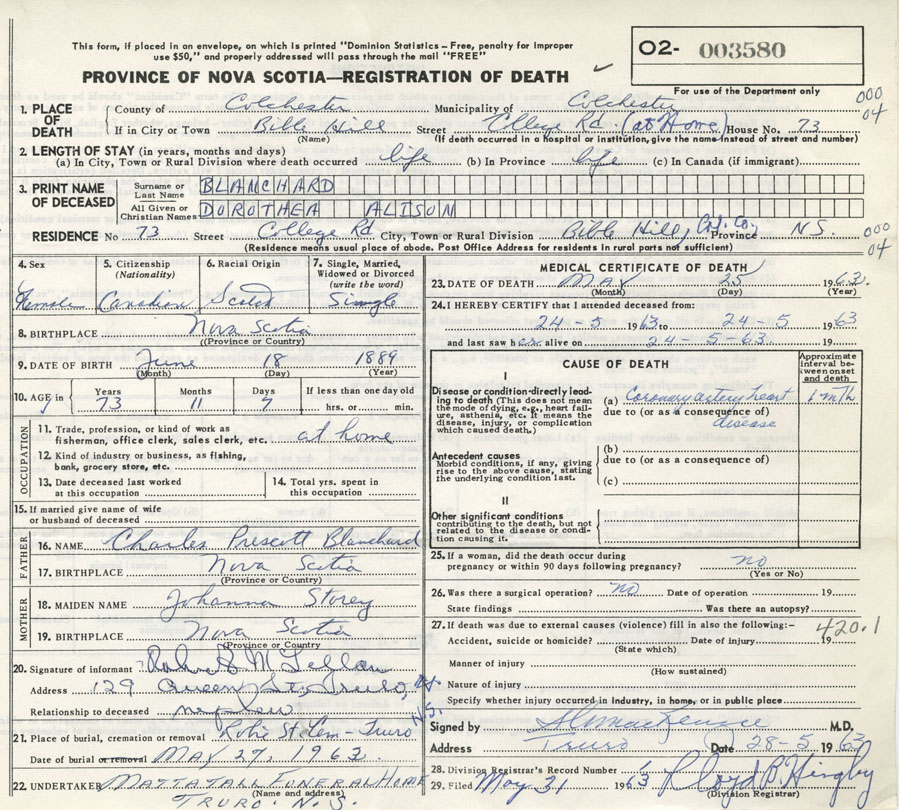 This form, if placed in an envelope, on which is printed "Dominion Statistics – Free, penalty for improper
use $50," and properly addressed will pass through the mail "FREE"
O2- 003580
PROVINCE OF NOVA SCOTIA—REGISTRATION OF DEATH
For use of the Department only
000
04
1. PLACE OF DEATH
County of Colchester Municipality of Colchester
If in City or Town Bible Hill Street College Rd (at Home) House No. 73
(Name) (If death occurred in a hospital or institution, give the name instead of street and number)
2. LENGTH OF STAY (in years, months and days)
(a) In City, Town or Rural Division where death occurred life (b) In Province life (c) In Canada (if immigrant)
3. PRINT NAME OF DECEASED
Surname or Last Name BLANCHARD
All Given or Christian Names DOROTHEA ALISON
RESIDENCE No 73 Street College Rd City, Town or Rural Division Bible Hill, Col. Co. Province N.S.
000
04
(Residence means usual place of abode. Post Office Address for residents in rural parts not sufficient)
4. Sex Female
5. Citizenship (Nationality) Canadian
6. Racial Origin Scotch
7. Single, Married, Widowed or Divorced (write the word) Single
8. BIRTHPLACE Nova Scotia
(Province or Country)
9. DATE OF BIRTH June 18 1889
(Month) (Day) (Year)
10. AGE in Years 73 Months 11 Days 7 If less than one day old hrs. or min.
OCCUPATION
11. Trade, profession, or kind of work as
fisherman, office clerk, sales clerk, etc. at home
12. Kind of industry or business, as fishing,
bank, grocery store, etc.
13. Date deceased last worked
at this occupation
14. Total yrs. spent in
this occupation
15. If married give name of wife
or husband of deceased
FATHER
16. NAME Charles Prescott Blanchard
17. BIRTHPLACE Nova Scotia
(Province or Country)
MOTHER
18. MAIDEN NAME Johanna Storey
19. BIRTHPLACE Nova Scotia
(Province or Country)
20. Signature of informant
Address 129 Queen St. Truro, N.S.
Relationship to deceased nephew
21. Place of burial, cremation or removal Robie St. Cem - Truro N.S.
Date of burial or removal MAY 27, 1963
22. UNDERTAKER MATTATALL FUNERAL HOME
(Name and address)
TRURO. N.S.
MEDICAL CERTIFICATE OF DEATH
23. DATE OF DEATH May 25 1963.
(Month) (Day) (Year)
24. I HEREBY CERTIFY that I attended deceased from:
24-5 1963 to 24-5 1963
and last saw her alive on 24-5-63. 19
CAUSE OF DEATH
Approximate interval between onset and death
I
Disease or condition directly leading
to death (This does not mean
the mode of dying, e.g., heart failure,
asthenia, etc. It means the
disease, injury, or complication
which caused death.)
(a) Coronary artery heart 1 mth
due to (or as a consequence of)
disease
Antecedent causes
Morbid conditions, if any, giving
rise to the above cause, stating
the underlying condition last.
(b)
due to (or as a consequence of)
(c)
II
Other significant conditions
contributing to the death, but not
related to the disease or condition
causing it.
25. If a woman, did the death occur during
pregnancy or within 90 days following pregnancy? no
(Yes or No)
26. Was there a surgical operation? no Date of operation 19
State findings Was there an autopsy?
27. If death was due to external causes (violence) fill in also the following:-
420.1
Accident, suicide or homicide? Date of injury 19
(State which)
Manner of injury
(How sustained)
Nature of injury
Specify whether injury occurred in industry, in home, or in public place
Signed by M.D.
Address Truro Date 28-5 1963
28. Division Registrar's Record Number
29. Filed May 31 1963
(Division Registrar)